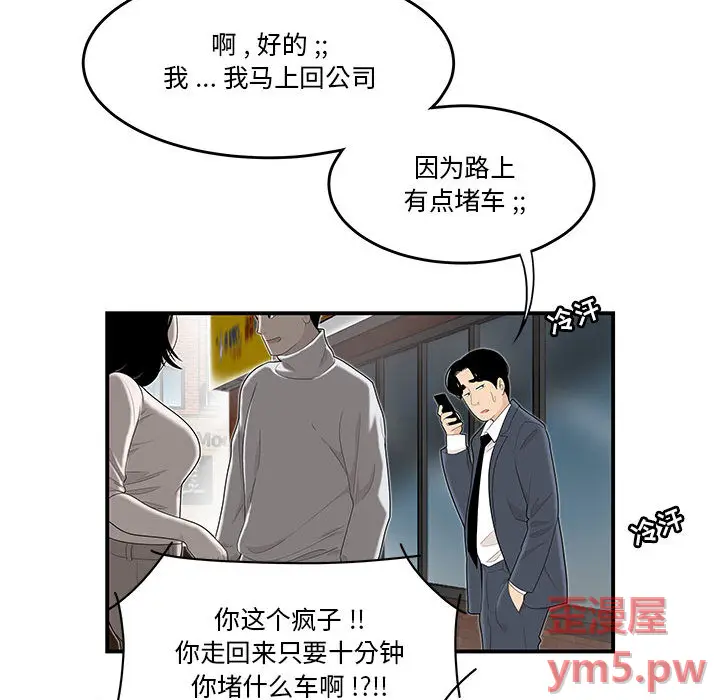 啊,好的;;
我...我马上回公司
因为路上
有点堵车;;
冷汗
冷汗
你这个疯子!!
你走回来只要十分钟
你堵什么车啊!?!!
歪漫屋
ym5.pw